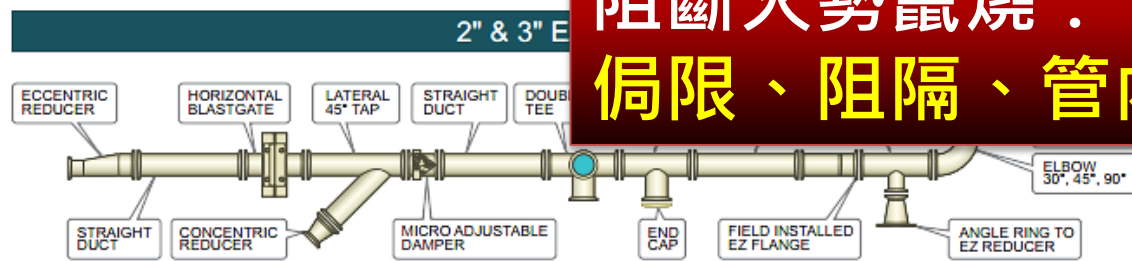 2" & 3" E
阻斷火勢竄燒：
侷限、阻隔、管內
ECCENTRIC
REDUCER
HORIZONTAL
BLASTGATE
LATERAL
45° TAP
STRAIGHT
DUCT
DOUB
TEE
ELBOW
30°, 45°, 90°
STRAIGHT
DUCT
CONCENTRIC
REDUCER
MICRO ADJUSTABLE
DAMPER
END
CAP
FIELD INSTALLED
EZ FLANGE
ANGLE RING TO
EZ REDUCER